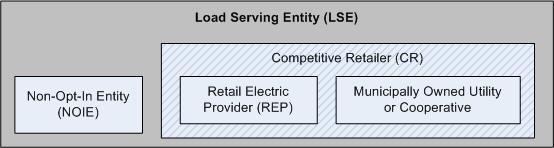 Load Serving Entity (LSE)
Competitive Retailer (CR)
Non-Opt-In Entity
(NOIE)
Retail Electric
Provider (REP)
Municipally Owned Utility
or Cooperative